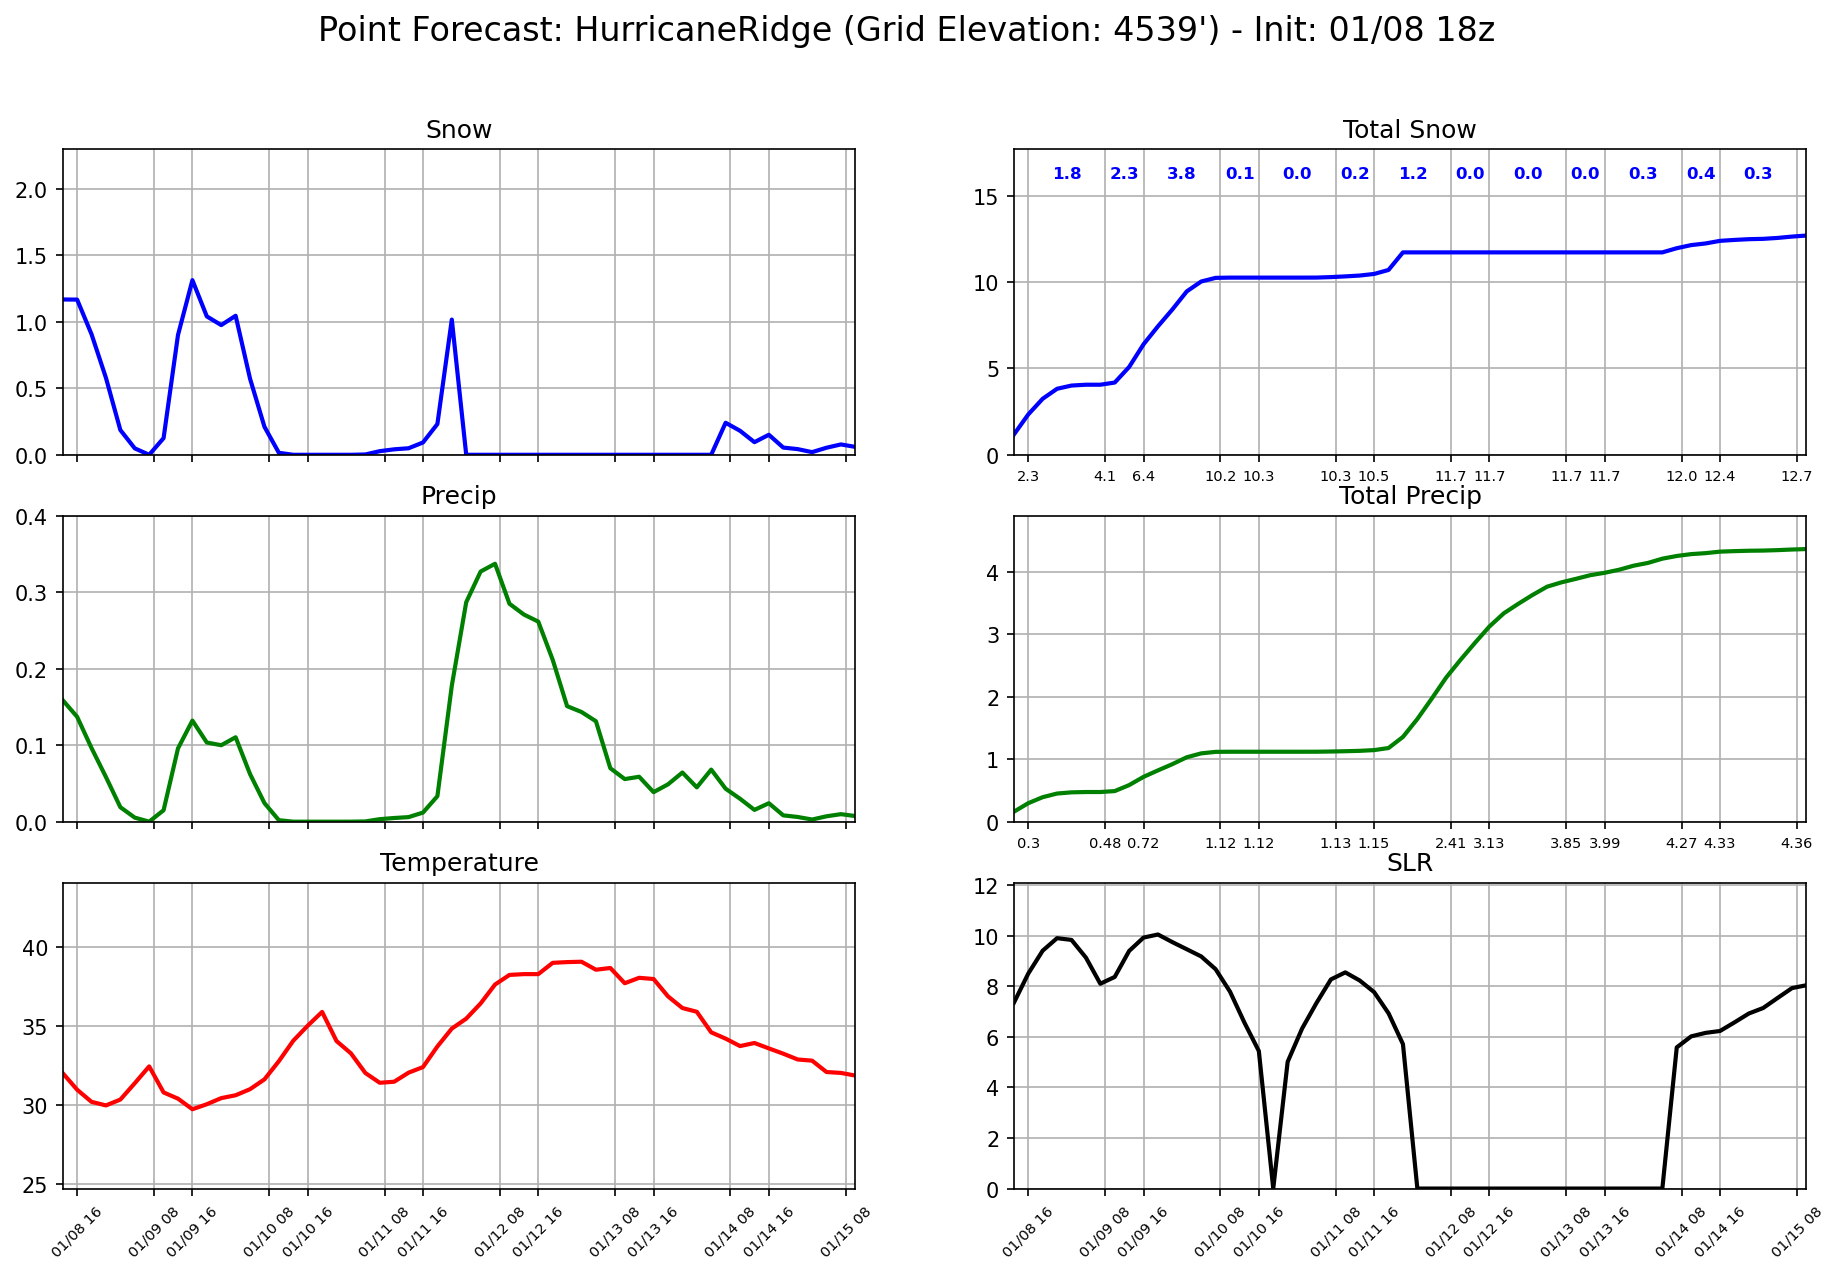 Point Forecast: HurricaneRidge (Grid Elevation: 4539') - Init: 01/08 18z
Snow
2.0
1.5
1.0
0.5
0.0
Total Snow
1.8 2.3 3.8 0.1 0.0 0.2 1.2 0.0 0.0 0.0 0.3 0.4 0.3
15
10
5
0
2.3 4.1 6.4 10.2 10.3 10.3 10.5 11.7 11.7 11.7 11.7 12.0 12.4 12.7
Precip
0.4
0.3
0.2
0.1
0.0
Total Precip
4
3
2
1
0
0.3 0.48 0.72 1.12 1.12 1.13 1.15 2.41 3.13 3.85 3.99 4.27 4.33 4.36
Temperature
40
35
30
25
01/08 16 01/09 08 01/09 16 01/10 08 01/10 16 01/11 08 01/11 16 01/12 08 01/12 16 01/13 08 01/13 16 01/14 08 01/14 16 01/15 08
SLR
12
10
8
6
4
2
0
01/08 16 01/09 08 01/09 16 01/10 08 01/10 16 01/11 08 01/11 16 01/12 08 01/12 16 01/13 08 01/13 16 01/14 08 01/14 16 01/15 08